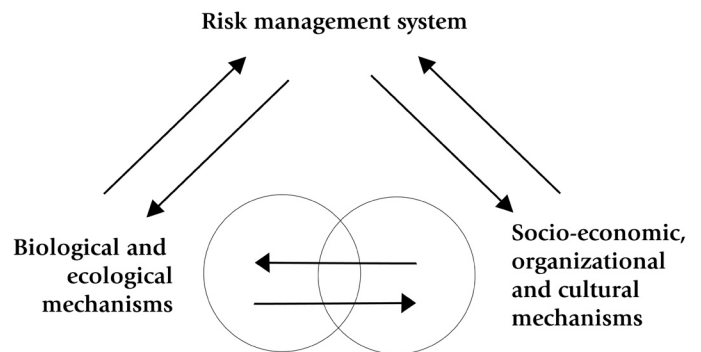 Risk management system
Biological and
ecological
mechanisms
Socio-economic,
organizational
and cultural
mechanisms